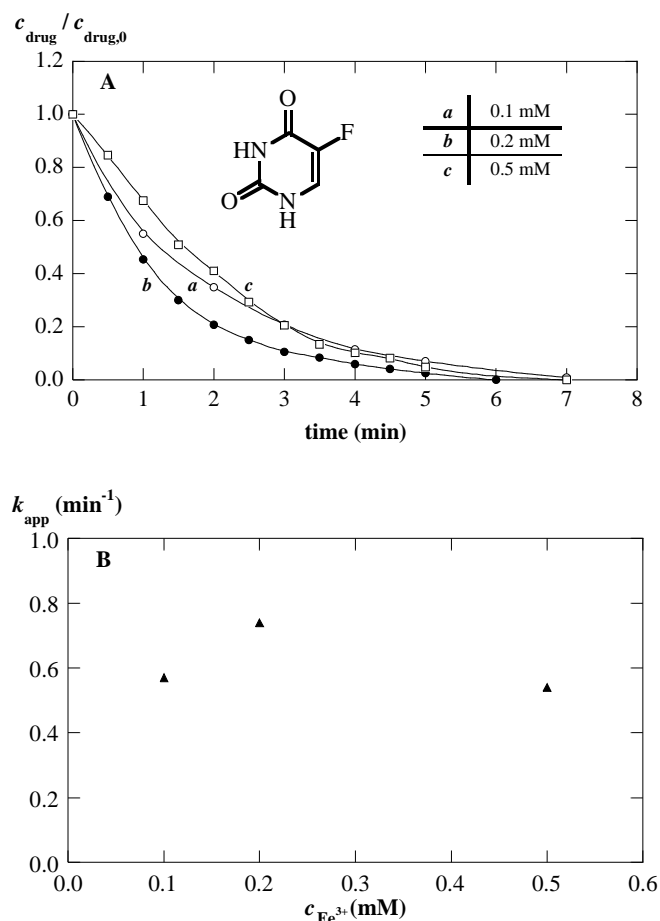 c_drug / c_drug,0
1.2
A
1.0
0.8
0.6
0.4
0.2
0.0
O
F
HN
O
N
H
a 0.1 mM
b 0.2 mM
c 0.5 mM
b a c
0 1 2 3 4 5 6 7 8
time (min)
k_app (min⁻¹)
1.0
B
0.8
0.6
0.4
0.2
0.0
0.0 0.1 0.2 0.3 0.4 0.5 0.6
c_Fe³⁺ (mM)